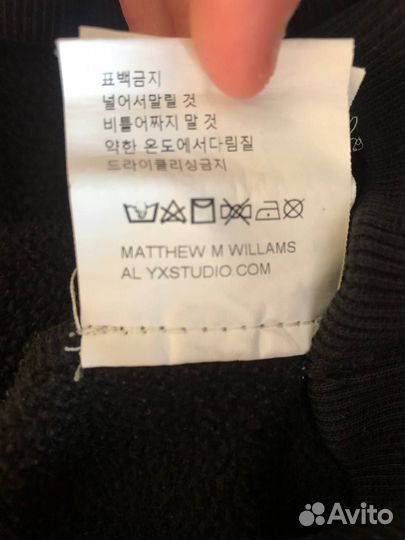 표백금지
널어서말릴 것
비틀어짜지 말 것
약한 온도에서다림질
드라이클리싱금지
MATTHEW M WILLAMS
AL YXSTUDIO.COM
Avito